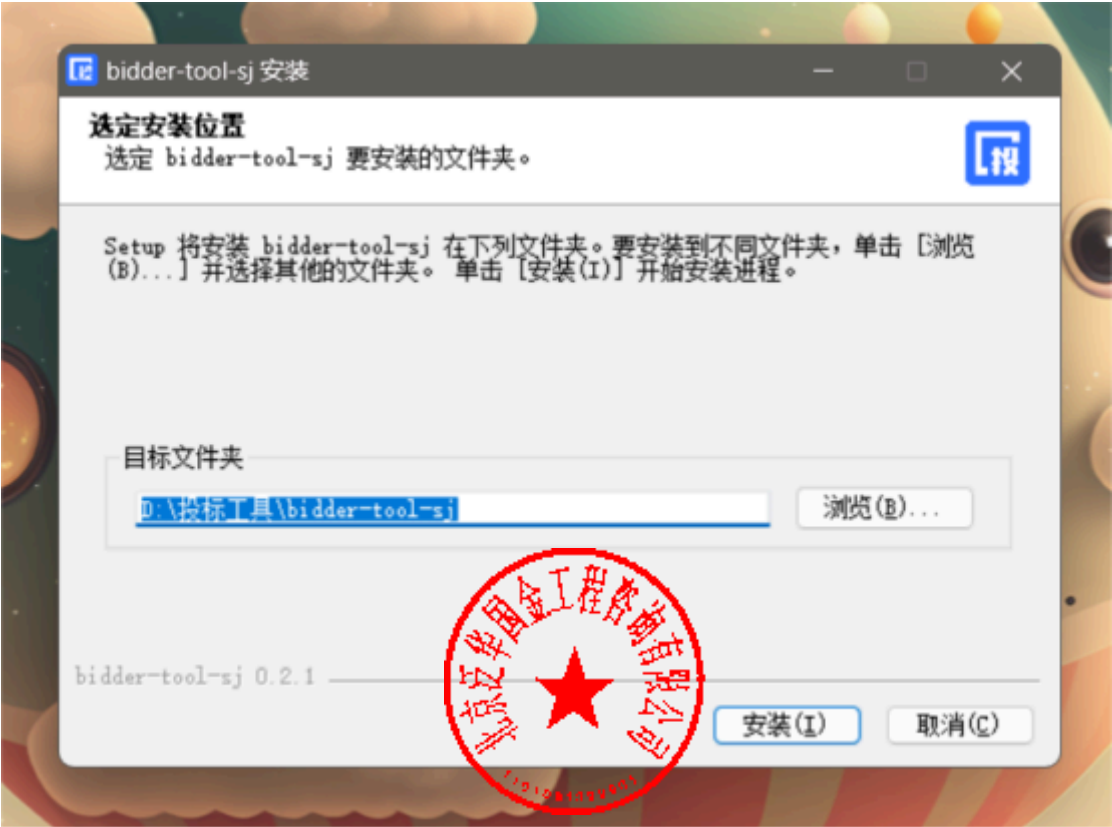 bidder-tool-sj 安装
选定安装位置
选定 bidder-tool-sj 要安装的文件夹。
投
Setup 将安装 bidder-tool-sj 在下列文件夹。要安装到不同文件夹，单击 [浏览
(B)...] 并选择其他的文件夹。 单击 [安装(I)] 开始安装进程。
目标文件夹
D:\投标工具\bidder-tool-sj
浏览(B)...
北京泛华国金工程咨询有限公司
bidder-tool-sj 0.2.1
安装(I)
取消(C)